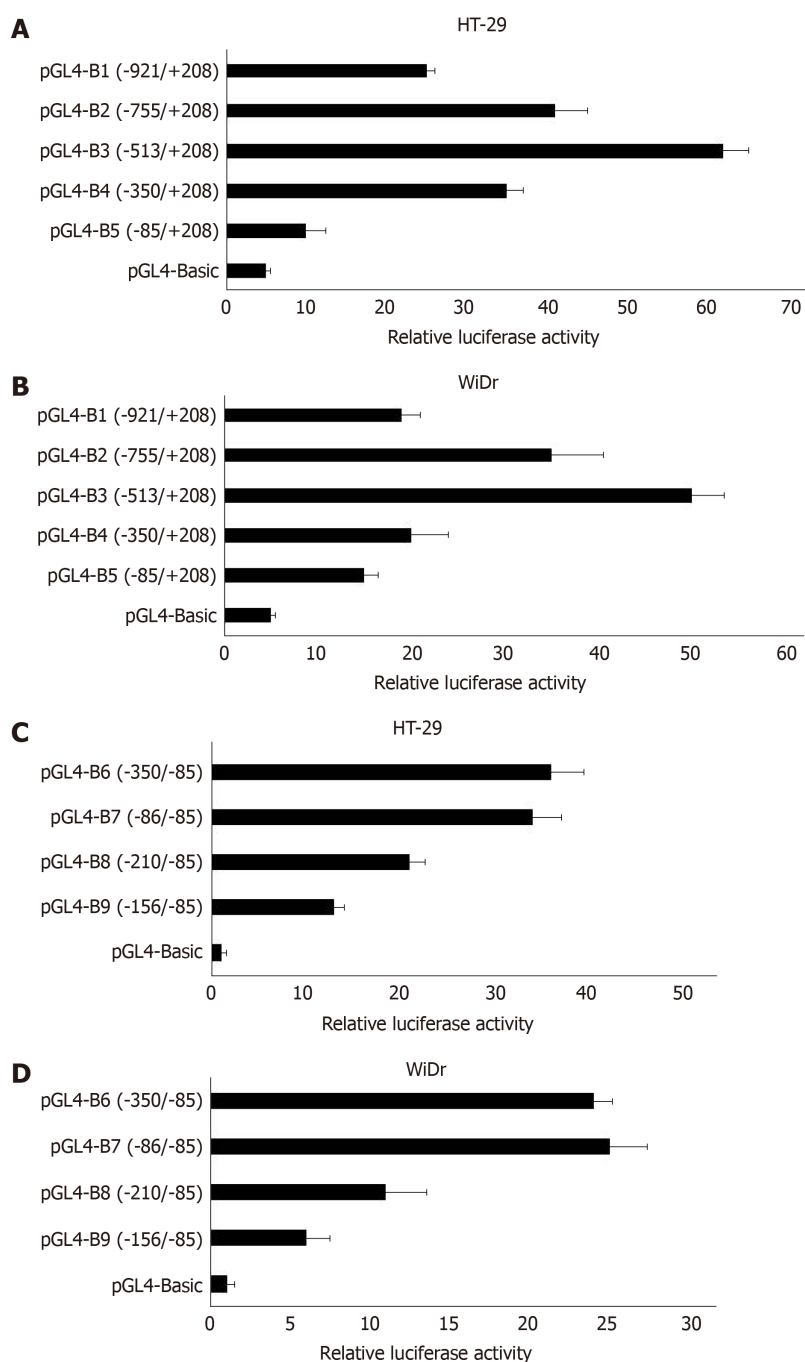 A
HT-29
pGL4-B1 (-921/+208)
pGL4-B2 (-755/+208)
pGL4-B3 (-513/+208)
pGL4-B4 (-350/+208)
pGL4-B5 (-85/+208)
pGL4-Basic
0 10 20 30 40 50 60 70
Relative luciferase activity
B
WiDr
pGL4-B1 (-921/+208)
pGL4-B2 (-755/+208)
pGL4-B3 (-513/+208)
pGL4-B4 (-350/+208)
pGL4-B5 (-85/+208)
pGL4-Basic
0 10 20 30 40 50 60
Relative luciferase activity
C
HT-29
pGL4-B6 (-350/-85)
pGL4-B7 (-86/-85)
pGL4-B8 (-210/-85)
pGL4-B9 (-156/-85)
pGL4-Basic
0 10 20 30 40 50
Relative luciferase activity
D
WiDr
pGL4-B6 (-350/-85)
pGL4-B7 (-86/-85)
pGL4-B8 (-210/-85)
pGL4-B9 (-156/-85)
pGL4-Basic
0 5 10 15 20 25 30
Relative luciferase activity